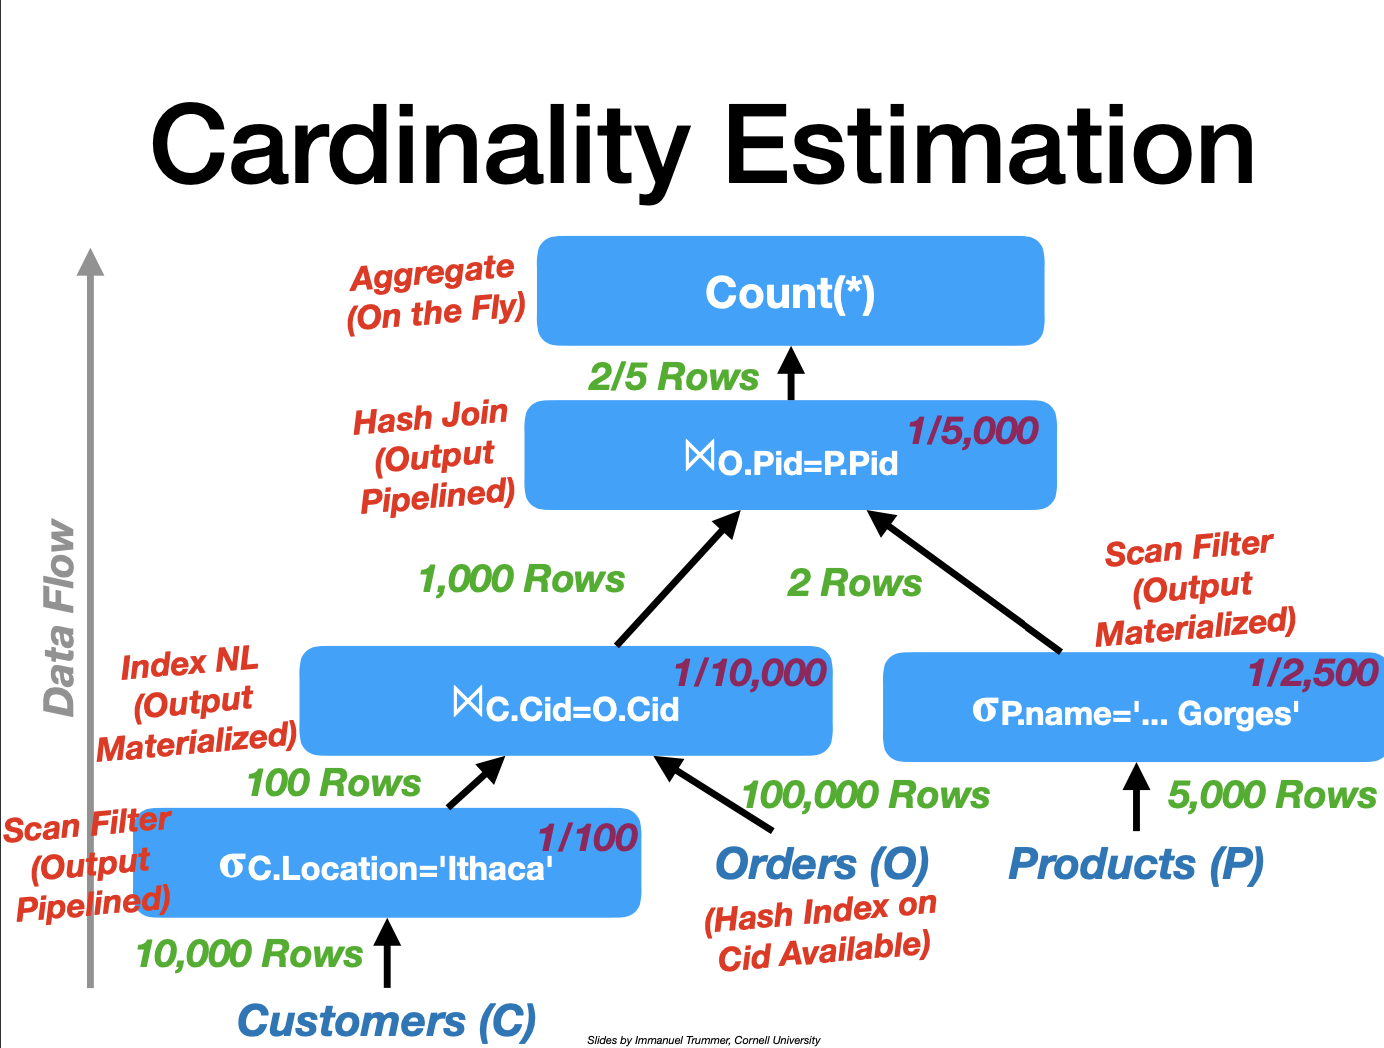 Cardinality Estimation
Aggregate
(On the Fly)
Count(*)
2/5 Rows
Hash Join
(Output
Pipelined)
1/5,000
⋈O.Pid=P.Pid
Data Flow
1,000 Rows
2 Rows
Scan Filter
(Output
Materialized)
Index NL
(Output
Materialized)
1/10,000
⋈C.Cid=O.Cid
1/2,500
σP.name='... Gorges'
100 Rows
100,000 Rows
5,000 Rows
Scan Filter
(Output
Pipelined)
1/100
σC.Location='Ithaca'
Orders (O)
(Hash Index on
Cid Available)
Products (P)
10,000 Rows
Customers (C)
Slides by Immanuel Trummer, Cornell University